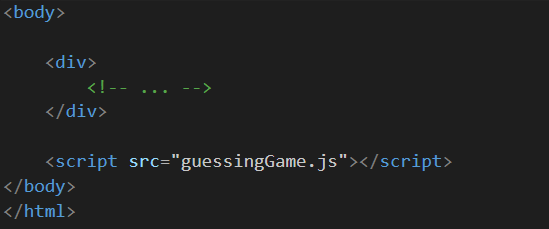 <body>
<div>
<!-- ... -->
</div>
<script src="guessingGame.js"></script>
</body>
</html>